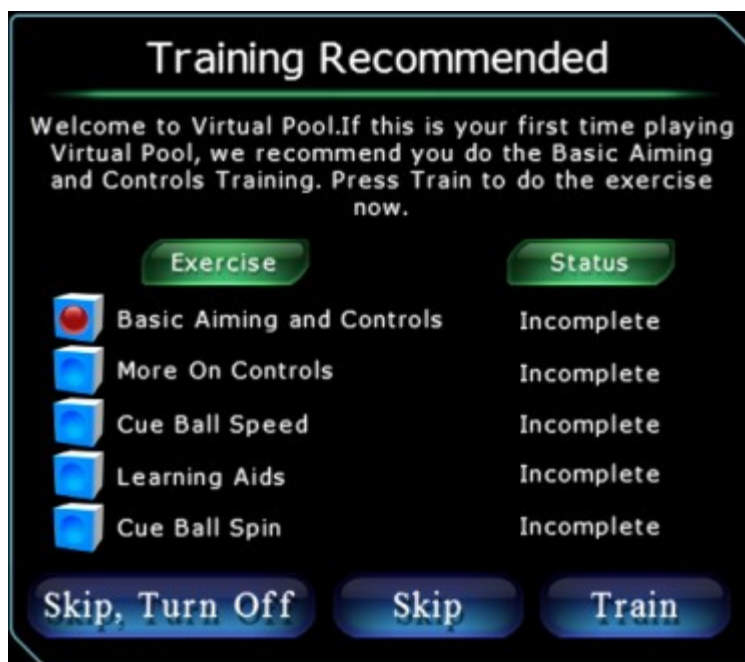 Training Recommended
Welcome to Virtual Pool.If this is your first time playing
Virtual Pool, we recommend you do the Basic Aiming
and Controls Training. Press Train to do the exercise
now.
Exercise Status
Basic Aiming and Controls Incomplete
More On Controls Incomplete
Cue Ball Speed Incomplete
Learning Aids Incomplete
Cue Ball Spin Incomplete
Skip, Turn Off Skip Train